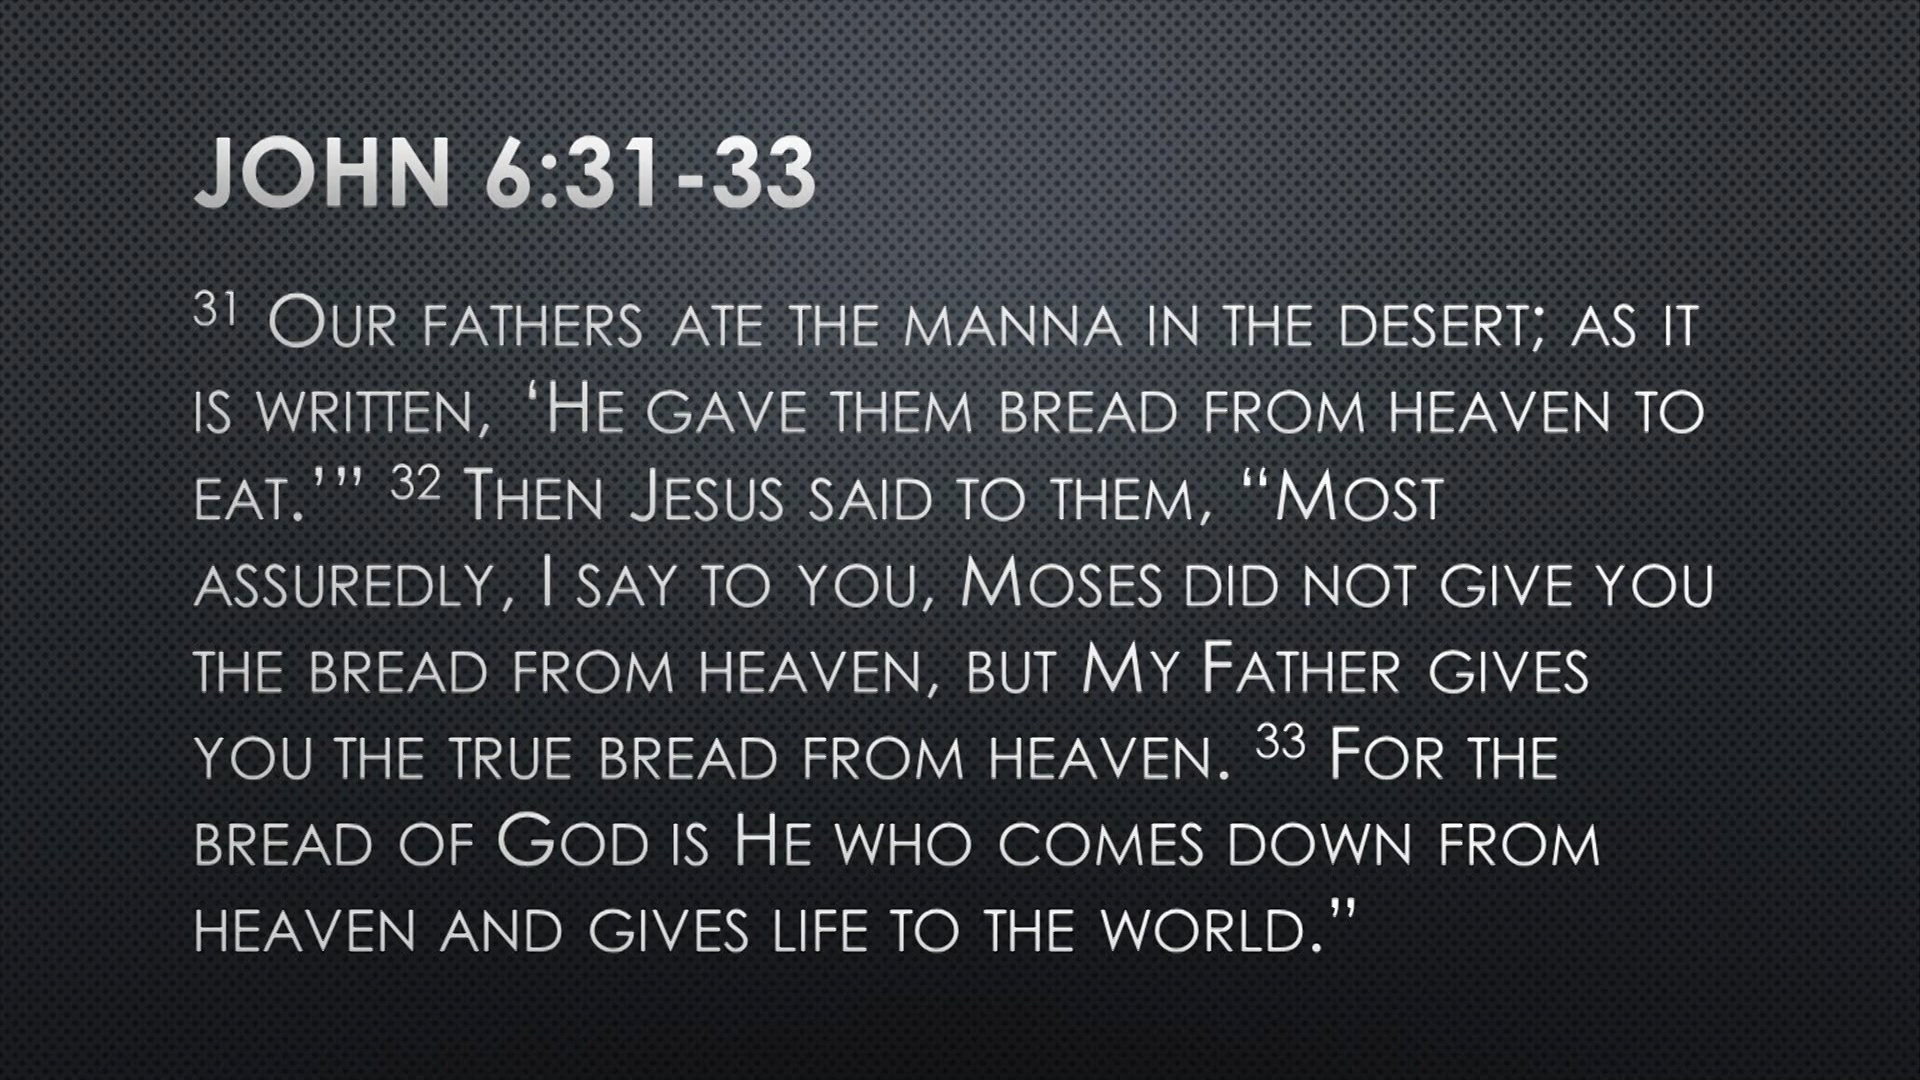 JOHN 6:31-33
31 Our fathers ate the manna in the desert; as it
is written, ‘He gave them bread from heaven to
eat.’” 32 Then Jesus said to them, “Most
assuredly, I say to you, Moses did not give you
the bread from heaven, but My Father gives
you the true bread from heaven. 33 For the
bread of God is He who comes down from
heaven and gives life to the world.”